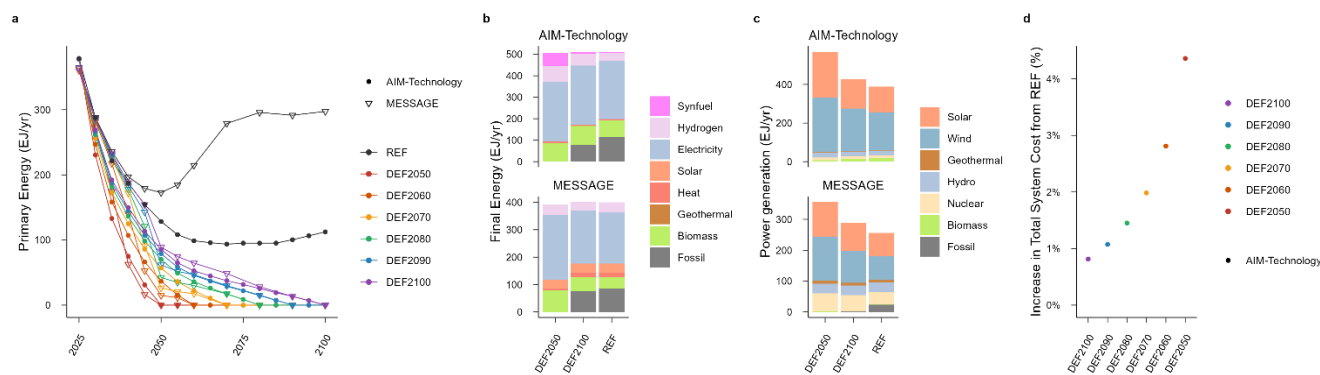 a
Primary Energy (EJ/yr)
300
200
100
0
2025
2050
2075
2100
AIM-Technology
MESSAGE
REF
DEF2050
DEF2060
DEF2070
DEF2080
DEF2090
DEF2100
b
Final Energy (EJ/yr)
AIM-Technology
500
400
300
200
100
0
MESSAGE
400
300
200
100
0
DEF2050
DEF2100
REF
Synfuel
Hydrogen
Electricity
Solar
Heat
Geothermal
Biomass
Fossil
c
Power generation (EJ/yr)
AIM-Technology
400
200
0
MESSAGE
300
200
100
0
DEF2050
DEF2100
REF
Solar
Wind
Geothermal
Hydro
Nuclear
Biomass
Fossil
d
Increase in Total System Cost from REF (%)
4%
3%
2%
1%
0%
DEF2100
DEF2090
DEF2080
DEF2070
DEF2060
DEF2050
DEF2100
DEF2090
DEF2080
DEF2070
DEF2060
DEF2050
AIM-Technology